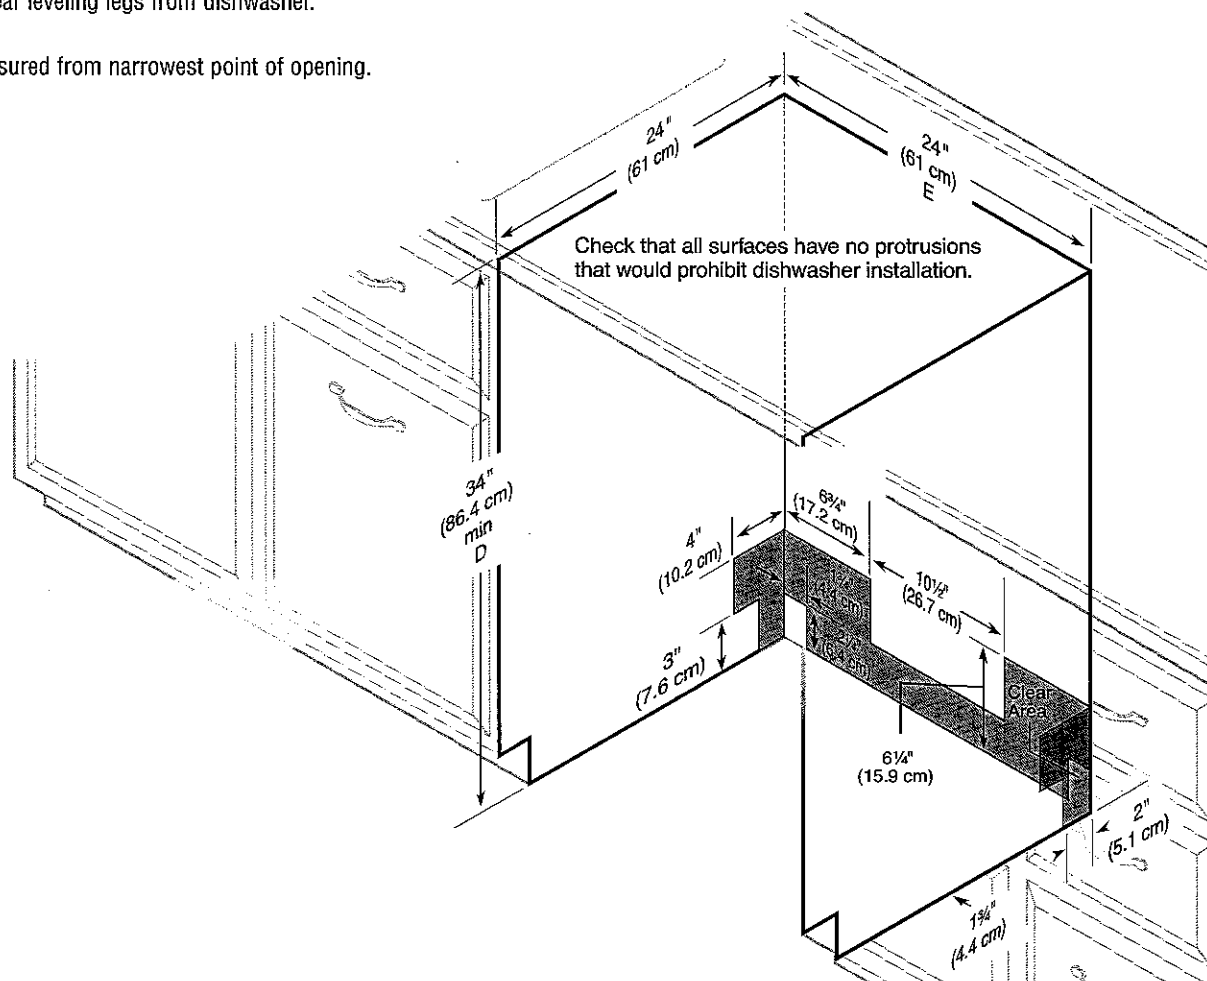 leveling legs from dishwasher.
from narrowest point of opening.
24"
(61 cm)
24"
(61 cm)
E
Check that all surfaces have no protrusions
that would prohibit dishwasher installation.
34"
(86.4 cm)
min
D
6¾"
(17.2 cm)
4"
(10.2 cm)
10½"
(26.7 cm)
(4.4 cm)
3"
(7.6 cm)
Clear
Area
6¼"
(15.9 cm)
2"
(5.1 cm)
1¾"
(4.4 cm)